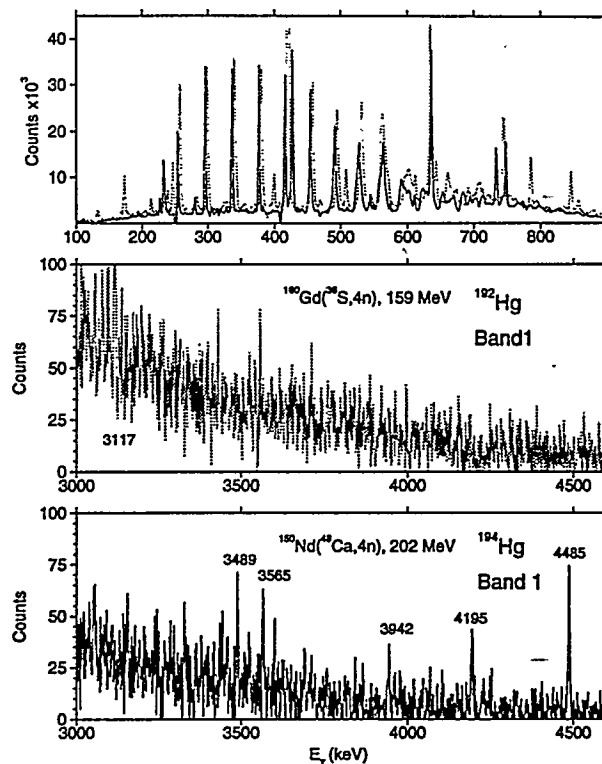 Counts x10³
40
30
20
10
100 200 300 400 500 600 700 800
Counts
100
75
50
25
0
¹⁶⁰Gd(³⁶S,4n), 159 MeV
¹⁹²Hg
Band1
3117
3000 3500 4000 4500
Counts
100
75
50
25
0
¹⁵⁰Nd(⁴⁸Ca,4n), 202 MeV
¹⁹⁴Hg
Band 1
3489
3565
3942
4195
4485
3000 3500 4000 4500
Eγ (keV)